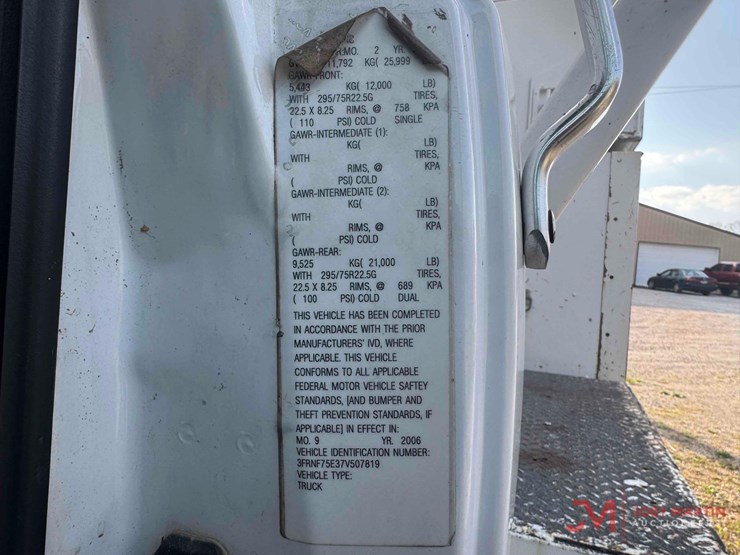 MO. 2 YR.
11,792 KG( 25,999
GAWR-FRONT:
5,443 KG( 12,000 LB)
WITH 295/75R22.5G TIRES,
22.5 X 8.25 RIMS, @ 758 KPA
( 110 PSI) COLD SINGLE
GAWR-INTERMEDIATE (1):
KG( LB)
WITH TIRES,
RIMS, @ KPA
( PSI) COLD
GAWR-INTERMEDIATE (2):
KG( LB)
WITH TIRES,
RIMS, @ KPA
( PSI) COLD
GAWR-REAR:
9,525 KG( 21,000 LB)
WITH 295/75R22.5G TIRES,
22.5 X 8.25 RIMS, @ 689 KPA
( 100 PSI) COLD DUAL
THIS VEHICLE HAS BEEN COMPLETED
IN ACCORDANCE WITH THE PRIOR
MANUFACTURERS' IVD, WHERE
APPLICABLE. THIS VEHICLE
CONFORMS TO ALL APPLICABLE
FEDERAL MOTOR VEHICLE SAFTEY
STANDARDS, [AND BUMPER AND
THEFT PREVENTION STANDARDS, IF
APPLICABLE] IN EFFECT IN:
MO. 9 YR. 2006
VEHICLE IDENTIFICATION NUMBER:
3FRNF75E37V507819
VEHICLE TYPE:
TRUCK
JM
MARTIN
AUCTIONEERS